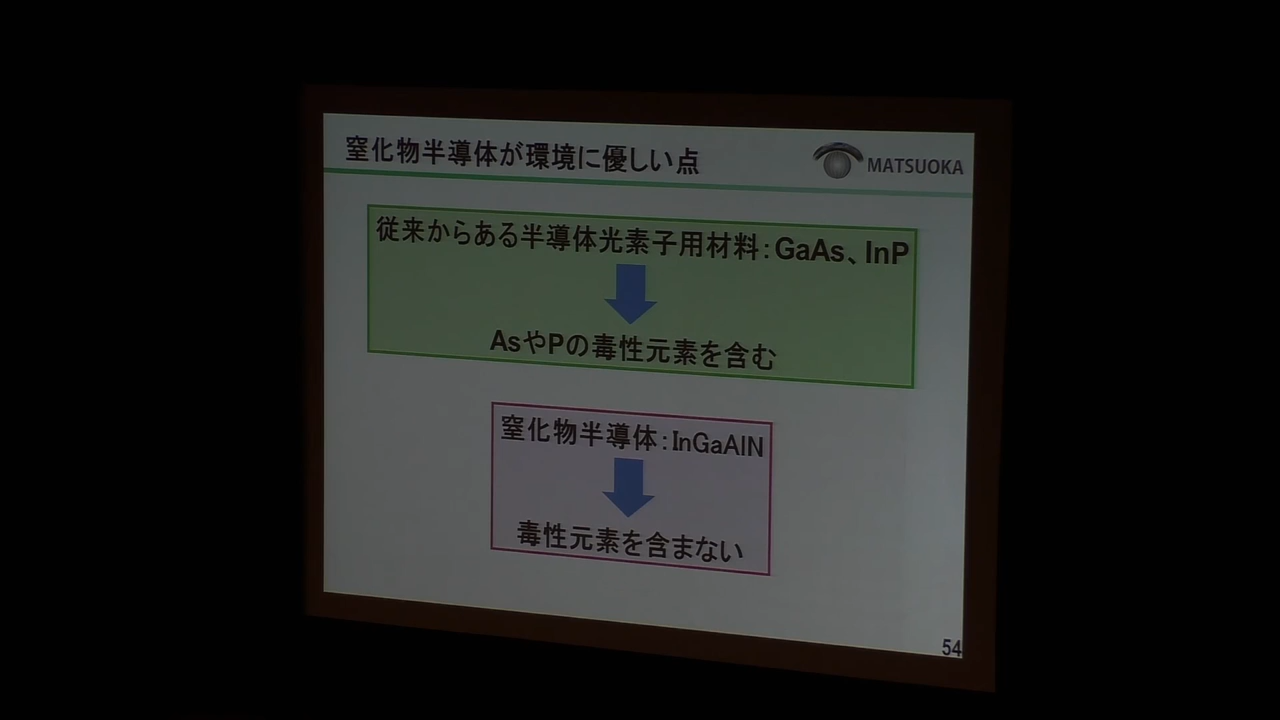 窒化物半導体が環境に優しい点
MATSUOKA
従来からある半導体光素子用材料：GaAs、InP
AsやPの毒性元素を含む
窒化物半導体：InGaAlN
毒性元素を含まない
54